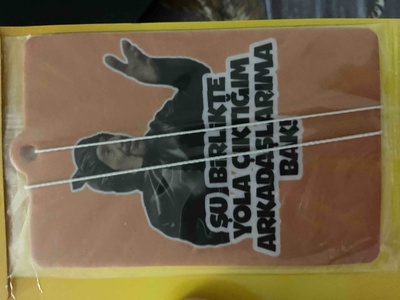 ŞU BİRLİKTE
YOLA ÇIKTIĞIM
ARKADAŞLARIMA
BAK!